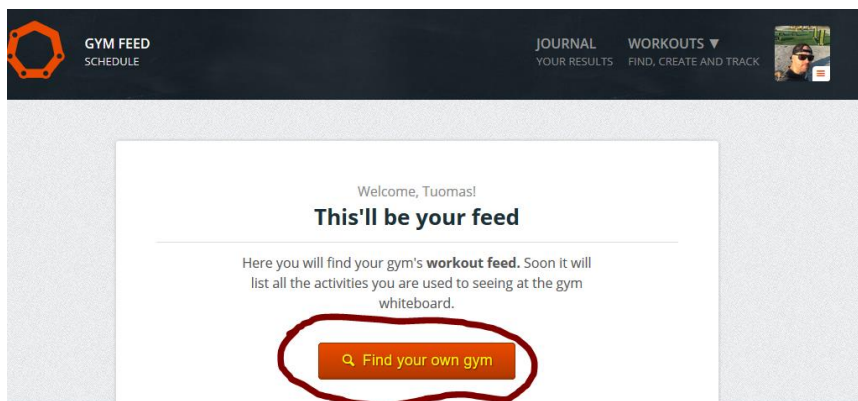 GYM FEED
SCHEDULE
JOURNAL
YOUR RESULTS
WORKOUTS ▼
FIND, CREATE AND TRACK
Welcome, Tuomas!
This'll be your feed
Here you will find your gym's workout feed. Soon it will
list all the activities you are used to seeing at the gym
whiteboard.
Find your own gym